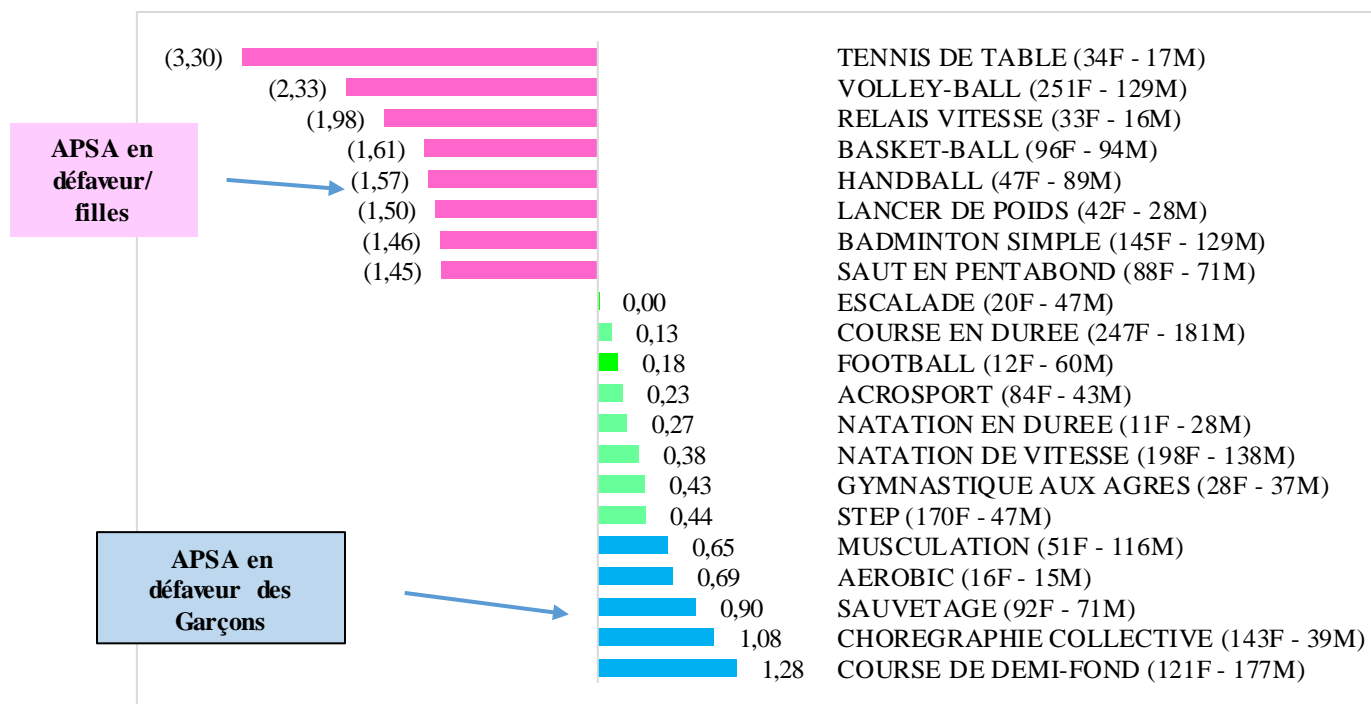 (3,30) TENNIS DE TABLE (34F - 17M)
(2,33) VOLLEY-BALL (251F - 129M)
(1,98) RELAIS VITESSE (33F - 16M)
(1,61) BASKET-BALL (96F - 94M)
(1,57) HANDBALL (47F - 89M)
(1,50) LANCER DE POIDS (42F - 28M)
(1,46) BADMINTON SIMPLE (145F - 129M)
(1,45) SAUT EN PENTABOND (88F - 71M)
0,00 ESCALADE (20F - 47M)
0,13 COURSE EN DUREE (247F - 181M)
0,18 FOOTBALL (12F - 60M)
0,23 ACROSPORT (84F - 43M)
0,27 NATATION EN DUREE (11F - 28M)
0,38 NATATION DE VITESSE (198F - 138M)
0,43 GYMNASTIQUE AUX AGRES (28F - 37M)
0,44 STEP (170F - 47M)
0,65 MUSCULATION (51F - 116M)
0,69 AEROBIC (16F - 15M)
0,90 SAUVETAGE (92F - 71M)
1,08 CHOREGRAPHIE COLLECTIVE (143F - 39M)
1,28 COURSE DE DEMI-FOND (121F - 177M)
APSA en
défaveur/
filles
APSA en
défaveur des
Garçons